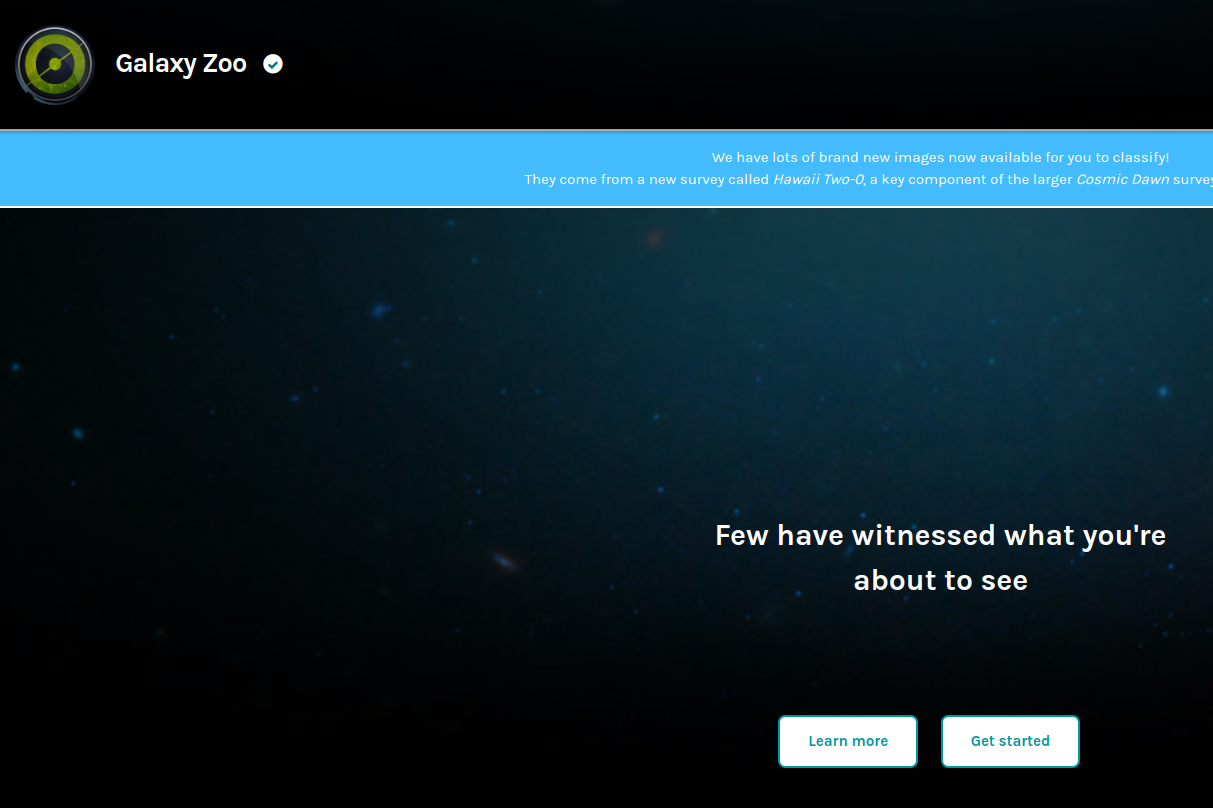 Galaxy Zoo
We have lots of brand new images now available for you to classify!
They come from a new survey called Hawaii Two-0, a key component of the larger Cosmic Dawn survey
Few have witnessed what you're
about to see
Learn more
Get started